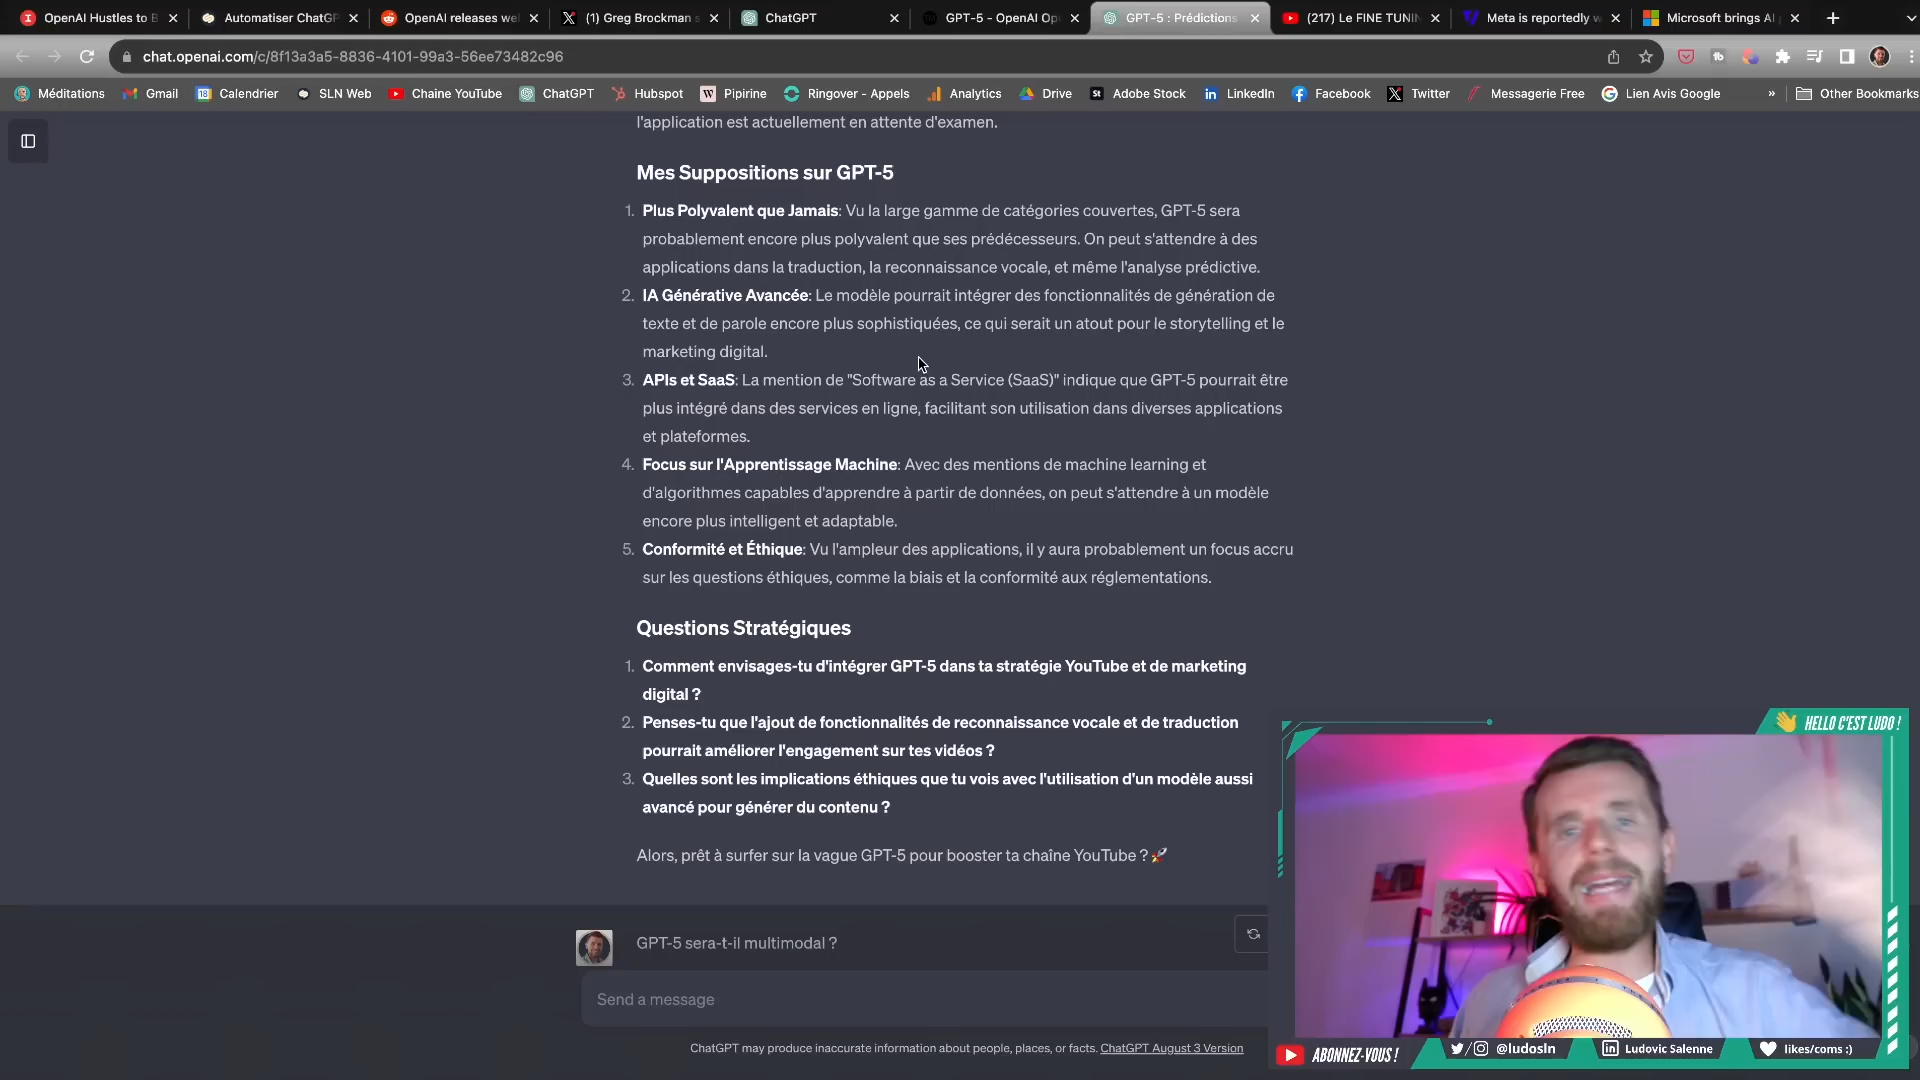 OpenAI Hustles to B
Automatiser ChatGP
OpenAI releases we
(1) Greg Brockman s
ChatGPT
GPT-5 - OpenAI Op
GPT-5 : Prédictions
(217) Le FINE TUNIN
Meta is reportedly w
Microsoft brings AI
chat.openai.com/c/8f13a3a5-8836-4101-99a3-56ee73482c96
Méditations
Gmail
Calendrier
SLN Web
Chaine YouTube
ChatGPT
Hubspot
Pipirine
Ringover - Appels
Analytics
Drive
Adobe Stock
LinkedIn
Facebook
Twitter
Messagerie Free
Lien Avis Google
»
Other Bookmarks
l'application est actuellement en attente d'examen.
Mes Suppositions sur GPT-5
1. Plus Polyvalent que Jamais: Vu la large gamme de catégories couvertes, GPT-5 sera
probablement encore plus polyvalent que ses prédécesseurs. On peut s'attendre à des
applications dans la traduction, la reconnaissance vocale, et même l'analyse prédictive.
2. IA Générative Avancée: Le modèle pourrait intégrer des fonctionnalités de génération de
texte et de parole encore plus sophistiquées, ce qui serait un atout pour le storytelling et le
marketing digital.
3. APIs et SaaS: La mention de "Software as a Service (SaaS)" indique que GPT-5 pourrait être
plus intégré dans des services en ligne, facilitant son utilisation dans diverses applications
et plateformes.
4. Focus sur l'Apprentissage Machine: Avec des mentions de machine learning et
d'algorithmes capables d'apprendre à partir de données, on peut s'attendre à un modèle
encore plus intelligent et adaptable.
5. Conformité et Éthique: Vu l'ampleur des applications, il y aura probablement un focus accru
sur les questions éthiques, comme la biais et la conformité aux réglementations.
Questions Stratégiques
1. Comment envisages-tu d'intégrer GPT-5 dans ta stratégie YouTube et de marketing
digital ?
2. Penses-tu que l'ajout de fonctionnalités de reconnaissance vocale et de traduction
pourrait améliorer l'engagement sur tes vidéos ?
3. Quelles sont les implications éthiques que tu vois avec l'utilisation d'un modèle aussi
avancé pour générer du contenu ?
Alors, prêt à surfer sur la vague GPT-5 pour booster ta chaîne YouTube ? 🚀
GPT-5 sera-t-il multimodal ?
Send a message
ChatGPT may produce inaccurate information about people, places, or facts. ChatGPT August 3 Version
👋 HELLO C'EST LUDO !
ABONNEZ-VOUS !
@ludosln
Ludovic Salenne
likes/coms :)